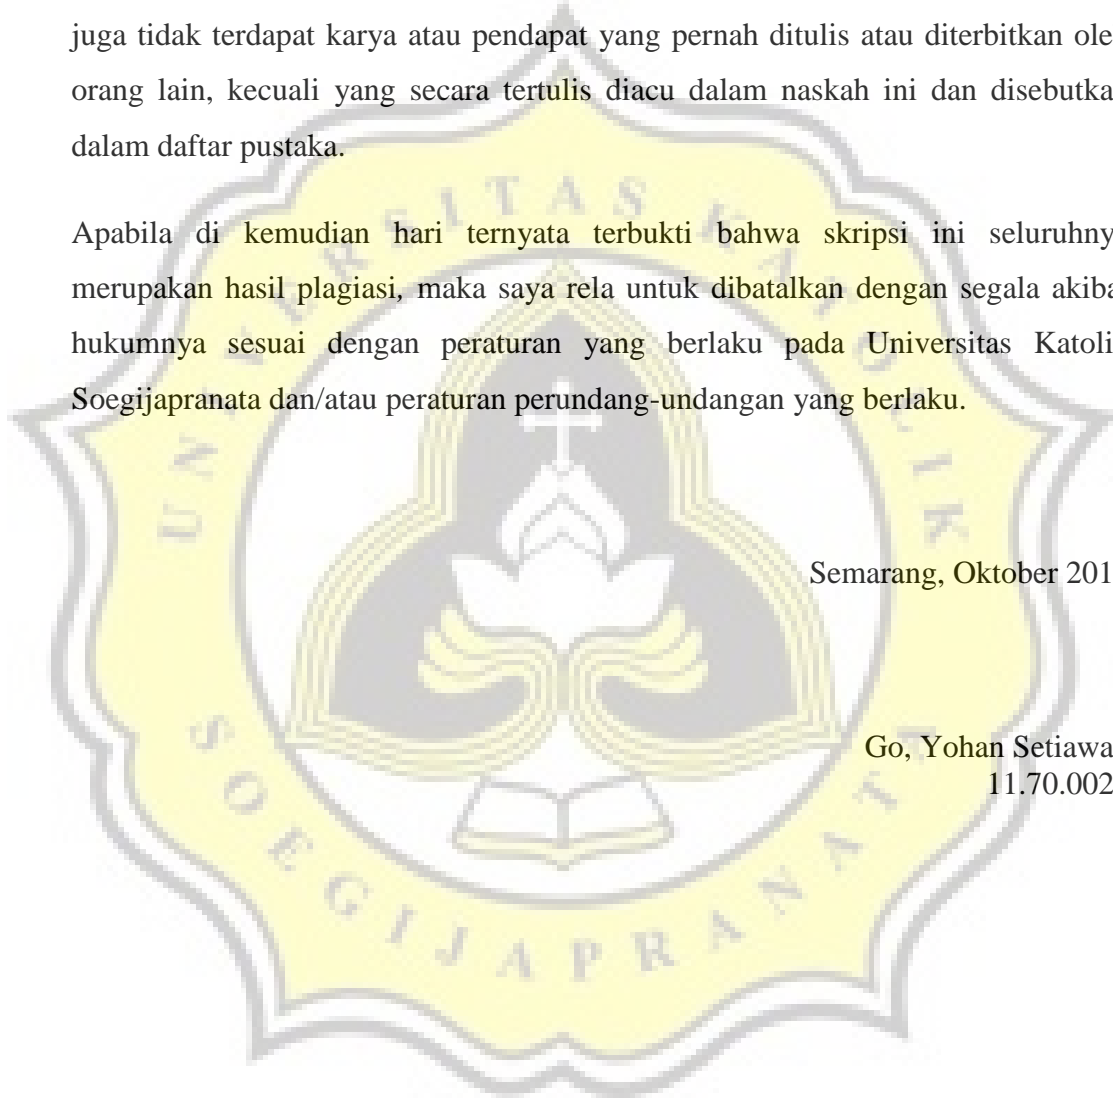 juga tidak terdapat karya atau pendapat yang pernah ditulis atau diterbitkan ole
orang lain, kecuali yang secara tertulis diacu dalam naskah ini dan disebutka
dalam daftar pustaka.
Apabila di kemudian hari ternyata terbukti bahwa skripsi ini seluruhny
merupakan hasil plagiasi, maka saya rela untuk dibatalkan dengan segala akiba
hukumnya sesuai dengan peraturan yang berlaku pada Universitas Katoli
Soegijapranata dan/atau peraturan perundang-undangan yang berlaku.
Semarang, Oktober 201
Go, Yohan Setiawa
11.70.002
UNIVERSITAS KATOLIK
SOEGIJAPRANATA